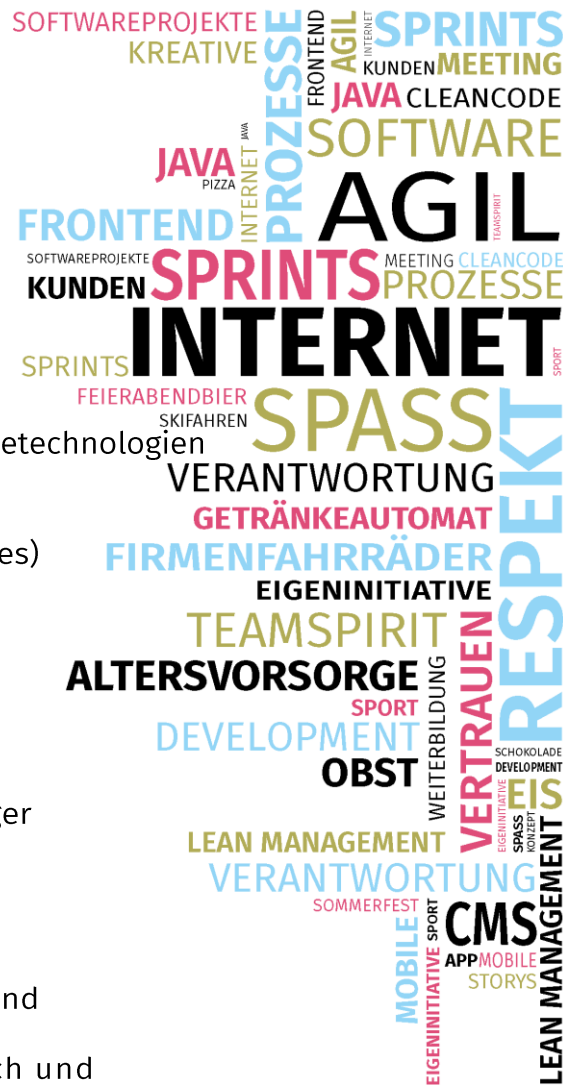 SOFTWAREPROJEKTE
KREATIVE
PROZESSE
FRONTEND
AGIL
INTERNET
SPRINTS
KUNDEN MEETING
JAVA CLEANCODE
SOFTWARE
JAVA
PIZZA
INTERNET
JAVA
FRONTEND
AGIL
TEAMSPIRIT
SOFTWAREPROJEKTE
KUNDEN
SPRINTS
MEETING CLEANCODE
PROZESSE
SPRINTS
INTERNET
SPORT
FEIERABENDBIER
SKIFAHREN
SPASS
RESPEKT
etechnologien
VERANTWORTUNG
GETRÄNKEAUTOMAT
es)
FIRMENFAHRRÄDER
EIGENINITIATIVE
TEAMSPIRIT
ALTERSVORSORGE
SPORT
DEVELOPMENT
OBST
WEITERBILDUNG
VERTRAUEN
SCHOKOLADE
DEVELOPMENT
EIGENINITIATIVE
EIS
SPASS
KONZEPT
ger
LEAN MANAGEMENT
LEAN MANAGEMENT
VERANTWORTUNG
SOMMERFEST
MOBILE
SPORT
EIGENINITIATIVE
CMS
APP MOBILE
STORYS
nd
ch und